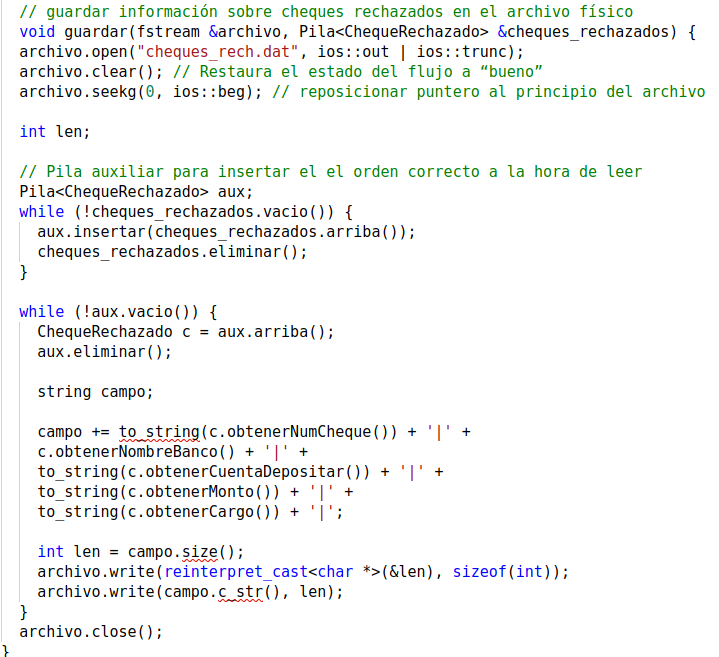 // guardar información sobre cheques rechazados en el archivo físico
void guardar(fstream &archivo, Pila<ChequeRechazado> &cheques_rechazados) {
archivo.open("cheques_rech.dat", ios::out | ios::trunc);
archivo.clear(); // Restaura el estado del flujo a “bueno”
archivo.seekg(0, ios::beg); // reposicionar puntero al principio del archivo
int len;
// Pila auxiliar para insertar el el orden correcto a la hora de leer
Pila<ChequeRechazado> aux;
while (!cheques_rechazados.vacio()) {
aux.insertar(cheques_rechazados.arriba());
cheques_rechazados.eliminar();
}
while (!aux.vacio()) {
ChequeRechazado c = aux.arriba();
aux.eliminar();
string campo;
campo += to_string(c.obtenerNumCheque()) + '|' +
c.obtenerNombreBanco() + '|' +
to_string(c.obtenerCuentaDepositar()) + '|' +
to_string(c.obtenerMonto()) + '|' +
to_string(c.obtenerCargo()) + '|';
int len = campo.size();
archivo.write(reinterpret_cast<char *>(&len), sizeof(int));
archivo.write(campo.c_str(), len);
}
archivo.close();
}